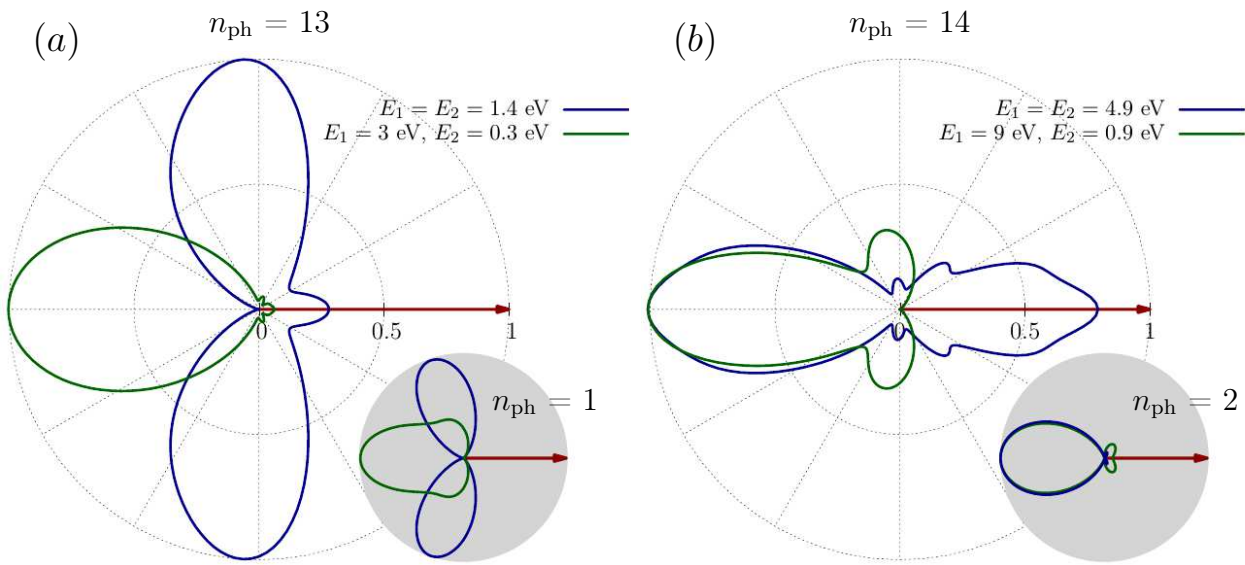 (a)
n_ph = 13
E_1 = E_2 = 1.4 eV
E_1 = 3 eV, E_2 = 0.3 eV
0 0.5 1
n_ph = 1
(b)
n_ph = 14
E_1 = E_2 = 4.9 eV
E_1 = 9 eV, E_2 = 0.9 eV
0 0.5 1
n_ph = 2